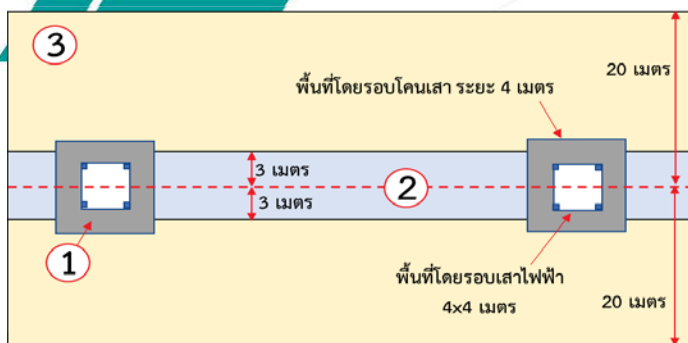 3
20 เมตร
พื้นที่โดยรอบโคนเสา ระยะ 4 เมตร
3 เมตร
2
3 เมตร
1
พื้นที่โดยรอบเสาไฟฟ้า
4x4 เมตร
20 เมตร